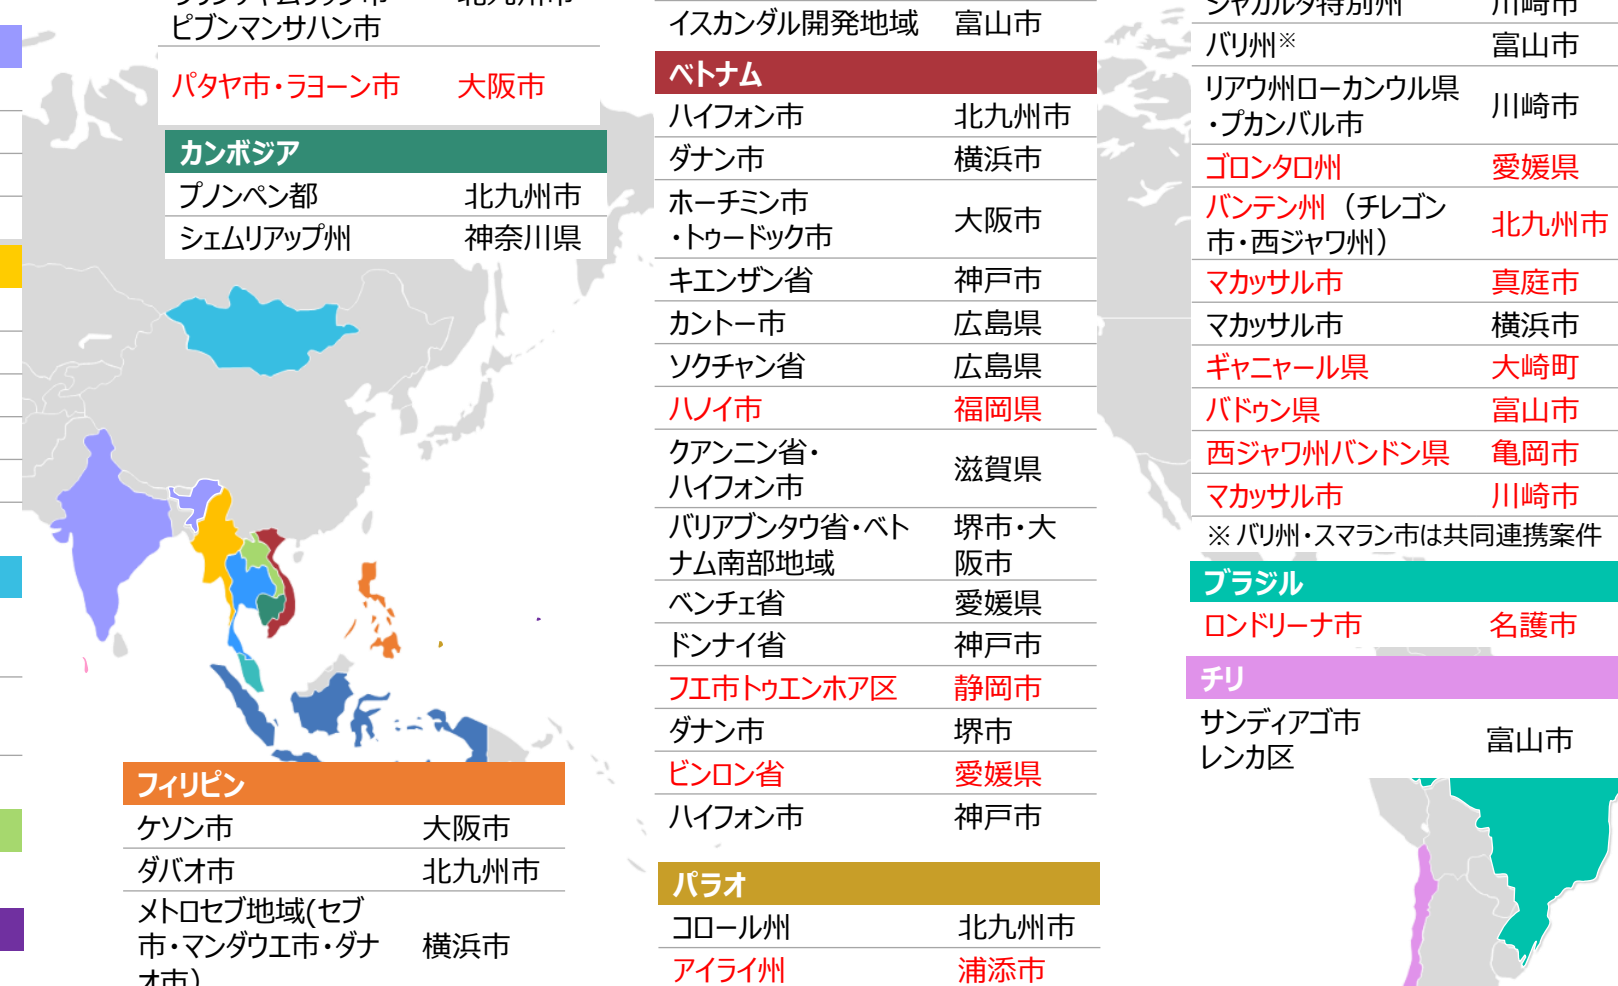 ピブンマンサハン市
パタヤ市・ラヨーン市 大阪市
カンボジア
プノンペン都 北九州市
シェムリアップ州 神奈川県
フィリピン
ケソン市 大阪市
ダバオ市 北九州市
メトロセブ地域(セブ
市・マンダウエ市・ダナ 横浜市
オ市)
イスカンダル開発地域 富山市
ベトナム
ハイフォン市 北九州市
ダナン市 横浜市
ホーチミン市
・トゥードゥック市 大阪市
キエンザン省 神戸市
カントー市 広島県
ソクチャン省 広島県
ハノイ市 福岡県
クアンニン省・
ハイフォン市 滋賀県
バリアブンタウ省・ベト 堺市・大
ナム南部地域 阪市
ベンチェ省 愛媛県
ドンナイ省 神戸市
フエ市トゥエンホア区 静岡市
ダナン市 堺市
ビンロン省 愛媛県
ハイフォン市 神戸市
パラオ
コロール州 北九州市
アイライ州 浦添市
ジャカルタ特別州 川崎市
バリ州※ 富山市
リアウ州ローカンウル県
・プカンバル市 川崎市
ゴロンタロ州 愛媛県
バンテン州（チレゴン
市・西ジャワ州） 北九州市
マカッサル市 真庭市
マカッサル市 横浜市
ギャニャール県 大崎町
バドゥン県 富山市
西ジャワ州バンドン県 亀岡市
マカッサル市 川崎市
※ バリ州・スマラン市は共同連携案件
ブラジル
ロンドリーナ市 名護市
チリ
サンディアゴ市
レンカ区 富山市